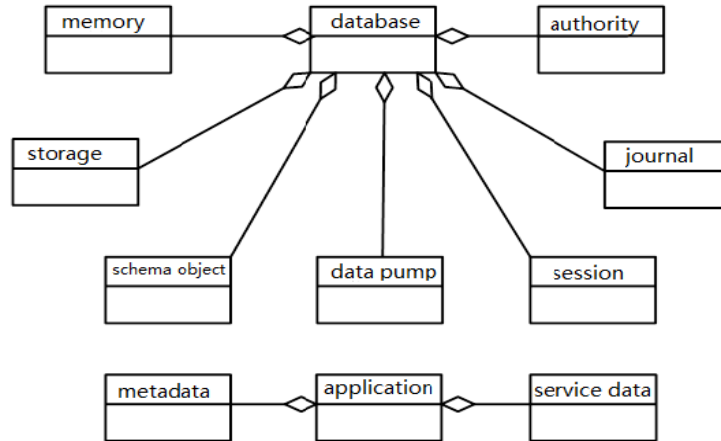 memory
database
authority
storage
journal
schema object
data pump
session
metadata
application
service data